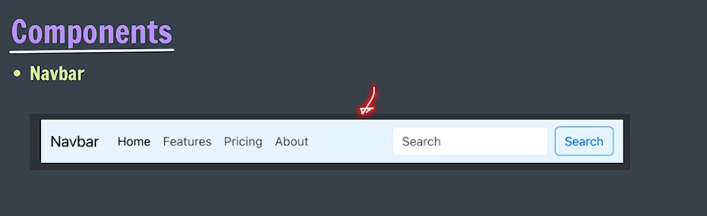 Components
• Navbar
Navbar Home Features Pricing About Search Search